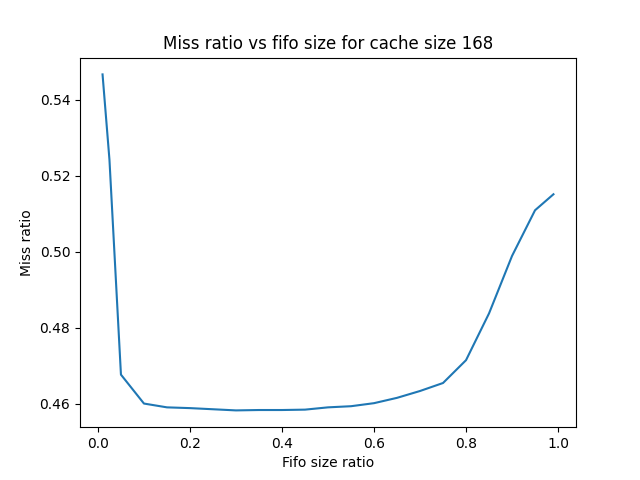 Miss ratio vs fifo size for cache size 168
0.54
0.52
0.50
0.48
0.46
Miss ratio
0.0 0.2 0.4 0.6 0.8 1.0
Fifo size ratio